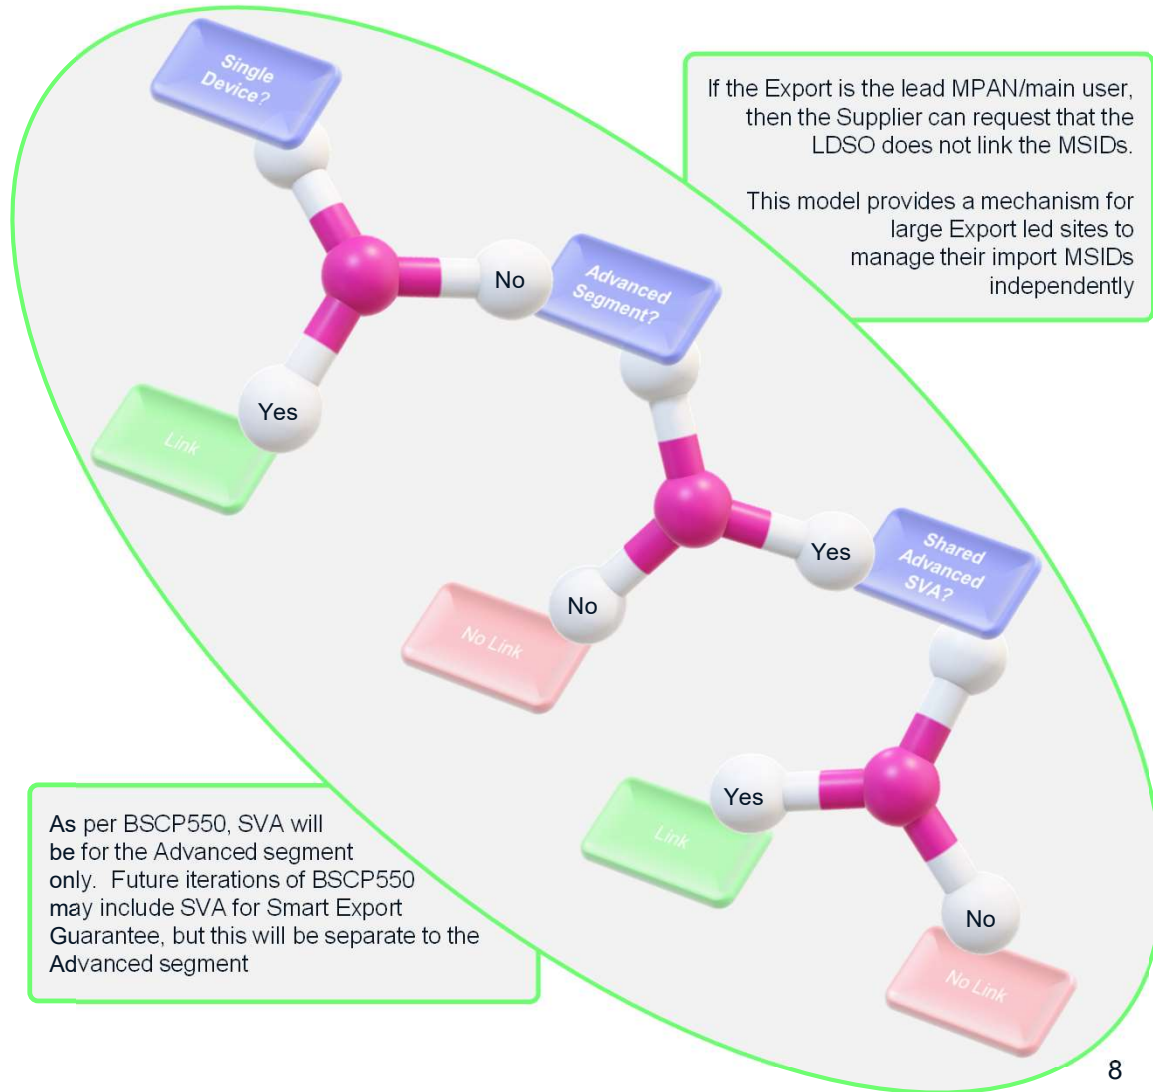 Single
Device?
If the Export is the lead MPAN/main user,
then the Supplier can request that the
LDSO does not link the MSIDs.
This model provides a mechanism for
large Export led sites to
manage their import MSIDs
independently
No
Advanced
Segment?
Yes
Link
Yes
Shared
Advanced
SVA?
No
No Link
Yes
Link
No
No Link
As per BSCP550, SVA will
be for the Advanced segment
only. Future iterations of BSCP550
may include SVA for Smart Export
Guarantee, but this will be separate to the
Advanced segment
8